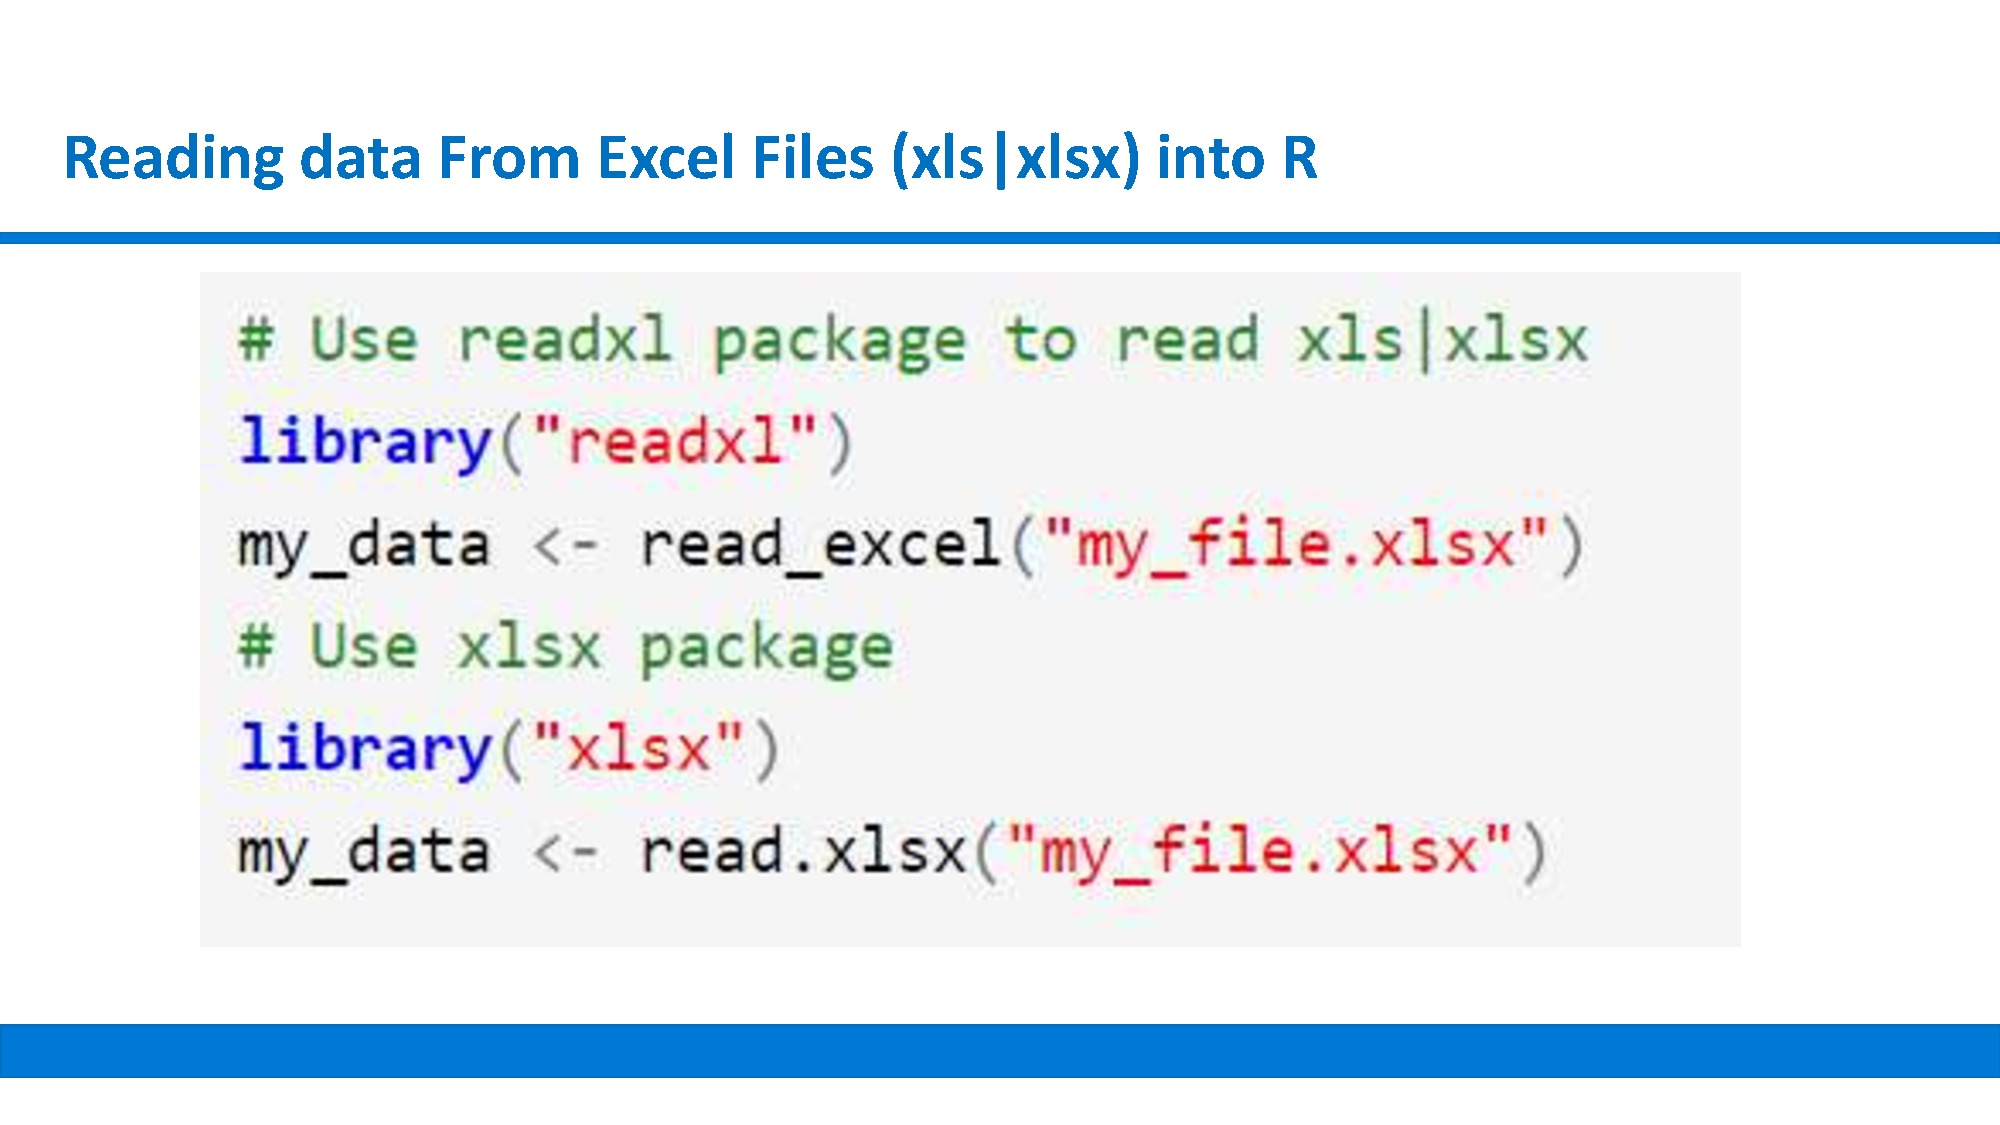 Reading data From Excel Files (xls|xlsx) into R
# Use readxl package to read xls|xlsx
library("readxl")
my_data <- read_excel("my_file.xlsx")
# Use xlsx package
library("xlsx")
my_data <- read.xlsx("my_file.xlsx")